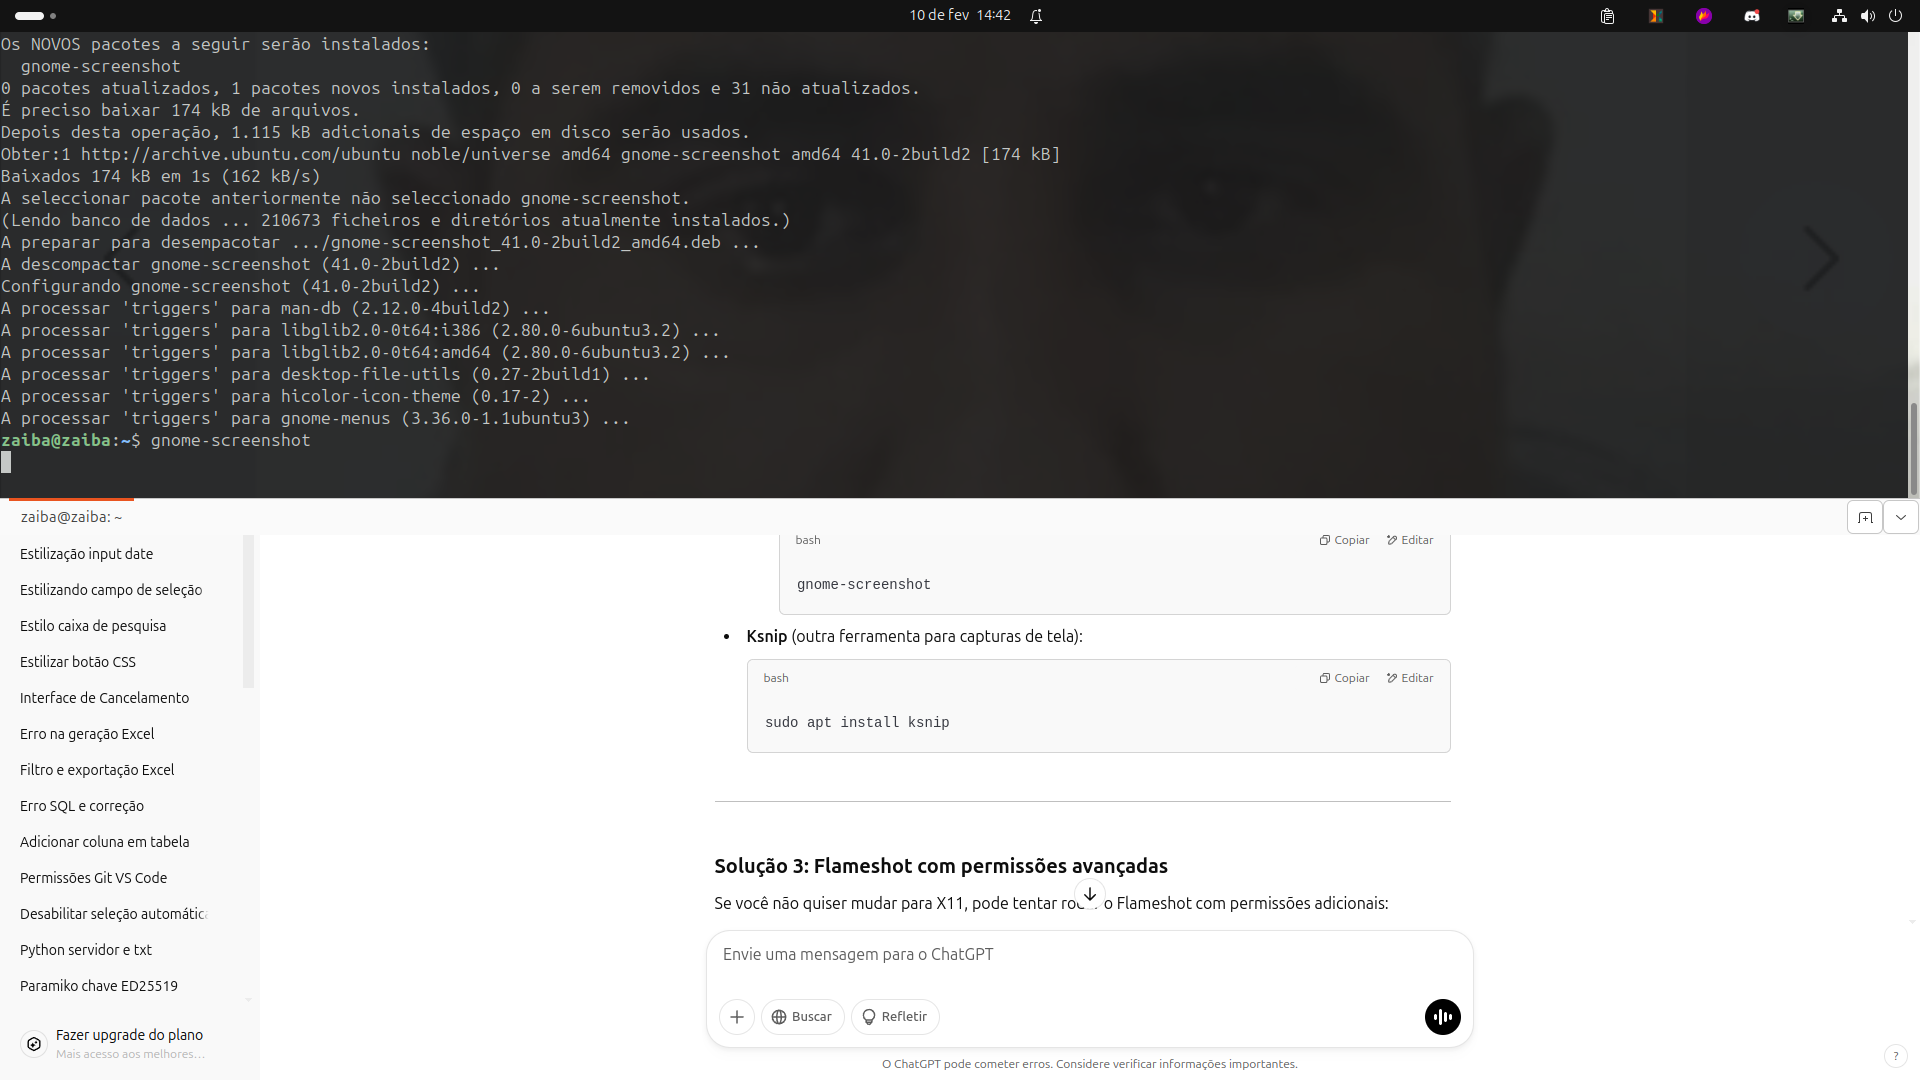 10 de fev 14:42
Os NOVOS pacotes a seguir serão instalados:
gnome-screenshot
0 pacotes atualizados, 1 pacotes novos instalados, 0 a serem removidos e 31 não atualizados.
É preciso baixar 174 kB de arquivos.
Depois desta operação, 1.115 kB adicionais de espaço em disco serão usados.
Obter:1 http://archive.ubuntu.com/ubuntu noble/universe amd64 gnome-screenshot amd64 41.0-2build2 [174 kB]
Baixados 174 kB em 1s (162 kB/s)
A seleccionar pacote anteriormente não seleccionado gnome-screenshot.
(Lendo banco de dados ... 210673 ficheiros e diretórios atualmente instalados.)
A preparar para desempacotar .../gnome-screenshot_41.0-2build2_amd64.deb ...
A descompactar gnome-screenshot (41.0-2build2) ...
Configurando gnome-screenshot (41.0-2build2) ...
A processar 'triggers' para man-db (2.12.0-4build2) ...
A processar 'triggers' para libglib2.0-0t64:i386 (2.80.0-6ubuntu3.2) ...
A processar 'triggers' para libglib2.0-0t64:amd64 (2.80.0-6ubuntu3.2) ...
A processar 'triggers' para desktop-file-utils (0.27-2build1) ...
A processar 'triggers' para hicolor-icon-theme (0.17-2) ...
A processar 'triggers' para gnome-menus (3.36.0-1.1ubuntu3) ...
zaiba@zaiba:~$ gnome-screenshot
zaiba@zaiba: ~
Estilização input date
Estilizando campo de seleção
Estilo caixa de pesquisa
Estilizar botão CSS
Interface de Cancelamento
Erro na geração Excel
Filtro e exportação Excel
Erro SQL e correção
Adicionar coluna em tabela
Permissões Git VS Code
Desabilitar seleção automátic
Python servidor e txt
Paramiko chave ED25519
Fazer upgrade do plano
Mais acesso aos melhores...
bash Copiar Editar
gnome-screenshot
• Ksnip (outra ferramenta para capturas de tela):
bash Copiar Editar
sudo apt install ksnip
Solução 3: Flameshot com permissões avançadas
Se você não quiser mudar para X11, pode tentar o Flameshot com permissões adicionais:
Envie uma mensagem para o ChatGPT
Buscar Refletir
O ChatGPT pode cometer erros. Considere verificar informações importantes.
?